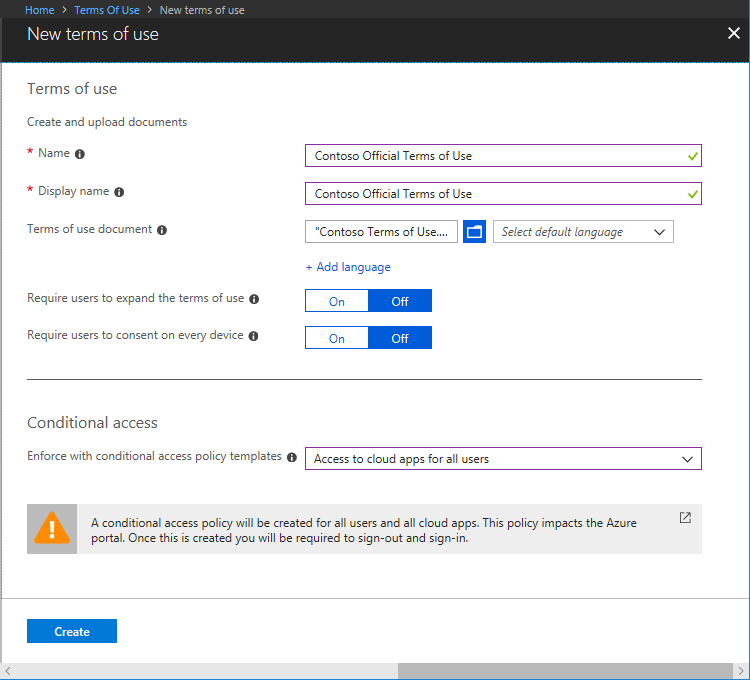 Home > Terms Of Use > New terms of use
New terms of use
Terms of use
Create and upload documents
* Name
Contoso Official Terms of Use
* Display name
Contoso Official Terms of Use
Terms of use document
"Contoso Terms of Use....
Select default language
+ Add language
Require users to expand the terms of use
On Off
Require users to consent on every device
On Off
Conditional access
Enforce with conditional access policy templates
Access to cloud apps for all users
A conditional access policy will be created for all users and all cloud apps. This policy impacts the Azure
portal. Once this is created you will be required to sign-out and sign-in.
Create